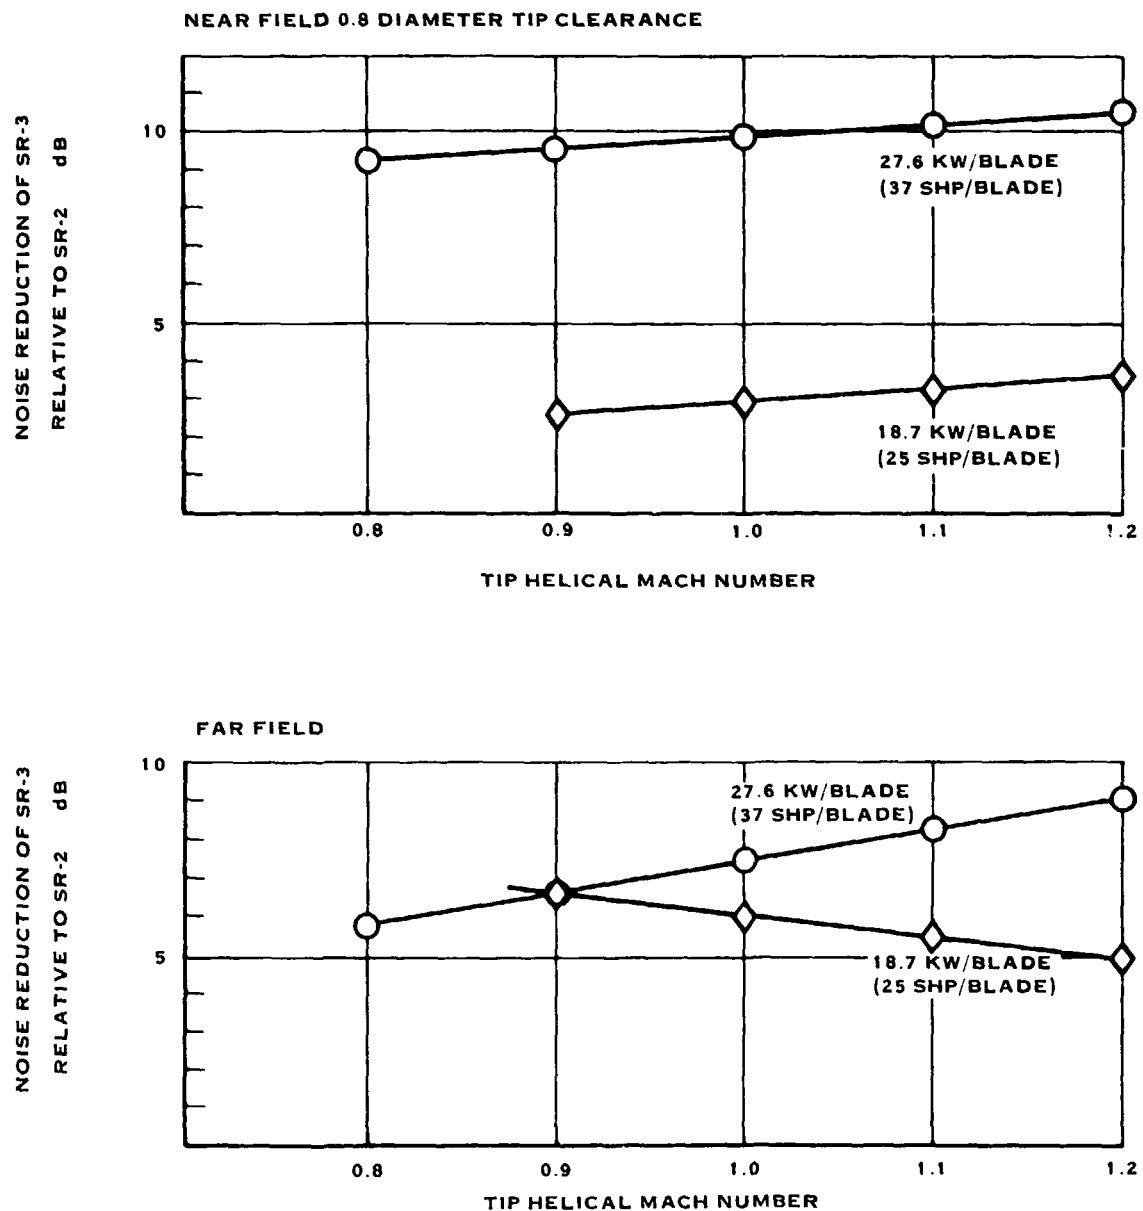 NEAR FIELD 0.8 DIAMETER TIP CLEARANCE
NOISE REDUCTION OF SR-3
RELATIVE TO SR-2 dB
10
5
27.6 KW/BLADE
(37 SHP/BLADE)
18.7 KW/BLADE
(25 SHP/BLADE)
0.8 0.9 1.0 1.1 1.2
TIP HELICAL MACH NUMBER
FAR FIELD
NOISE REDUCTION OF SR-3
RELATIVE TO SR-2 dB
10
5
27.6 KW/BLADE
(37 SHP/BLADE)
18.7 KW/BLADE
(25 SHP/BLADE)
0.8 0.9 1.0 1.1 1.2
TIP HELICAL MACH NUMBER